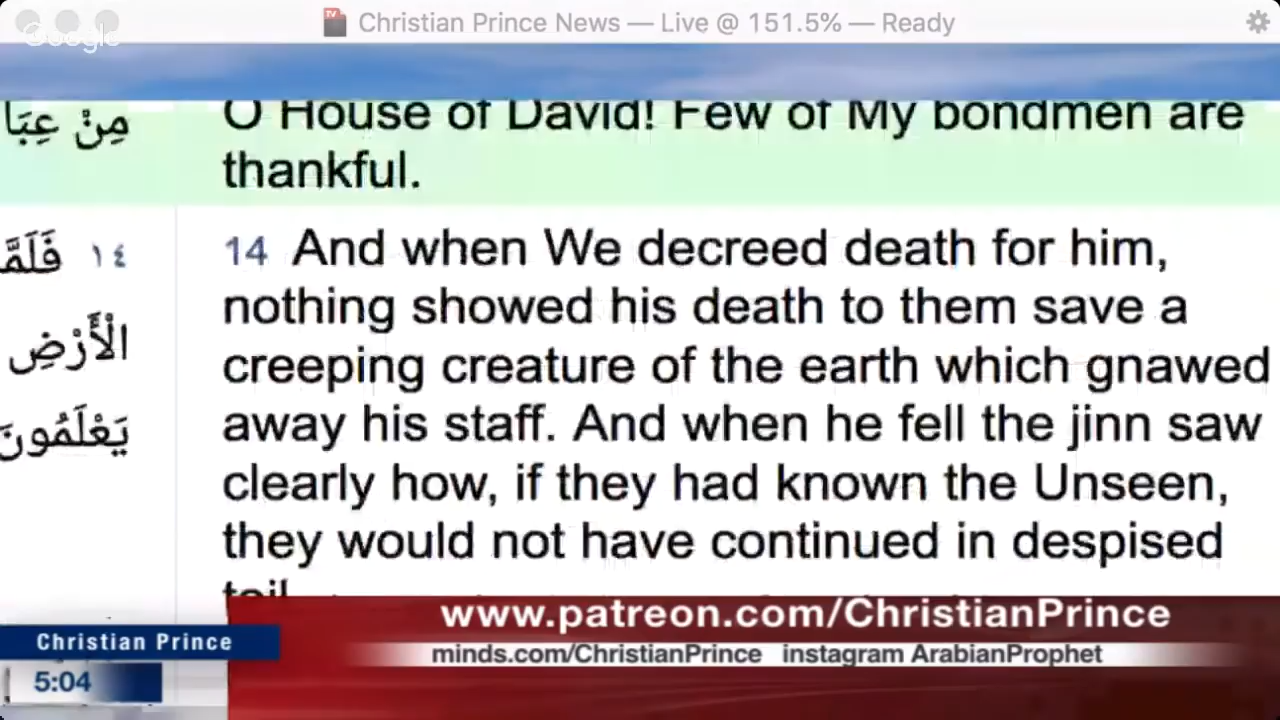 Christian Prince News — Live @ 151.5% — Ready
Google
مِنْ عِبَا
O House of David! Few of My bondmen are
thankful.
١٤ فَلَمَّ
14 And when We decreed death for him,
nothing showed his death to them save a
الْأَرْضِ
creeping creature of the earth which gnawed
يَعْلَمُونَ
away his staff. And when he fell the jinn saw
clearly how, if they had known the Unseen,
they would not have continued in despised
toil.
www.patreon.com/ChristianPrince
Christian Prince
minds.com/ChristianPrince instagram ArabianProphet
5:04